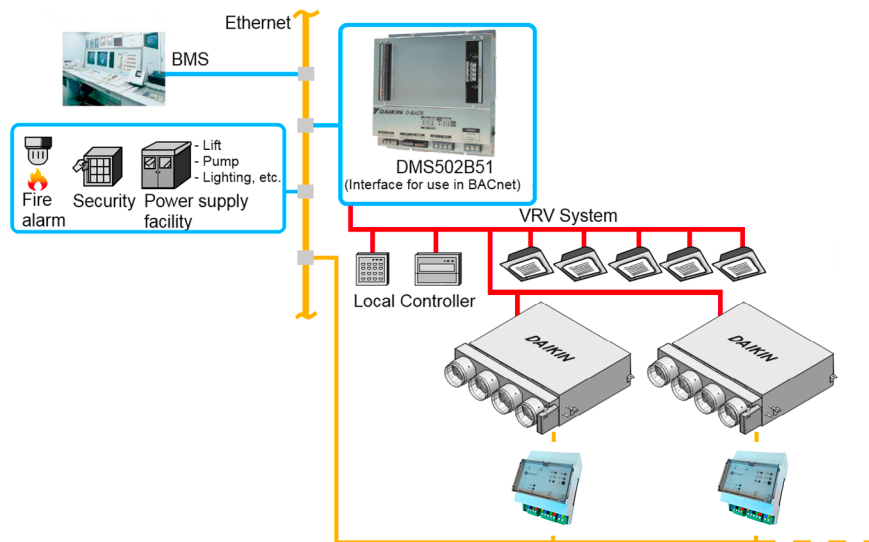 Ethernet
BMS
DAIKIN D-BACS
DMS502B51
(Interface for use in BACnet)
- Lift
- Pump
- Lighting, etc.
Fire
alarm
Security
Power supply
facility
VRV System
Local Controller
DAIKIN
DAIKIN